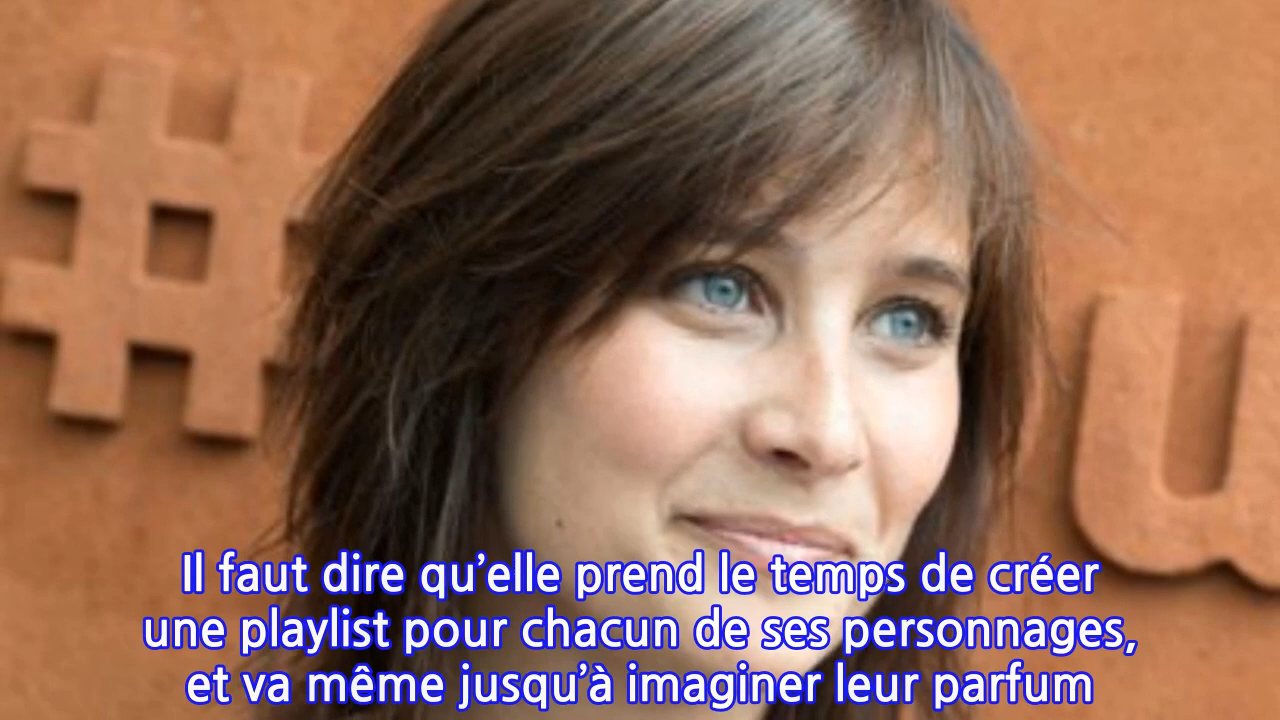 #
u
Il faut dire qu’elle prend le temps de créer
une playlist pour chacun de ses personnages,
et va même jusqu’à imaginer leur parfum